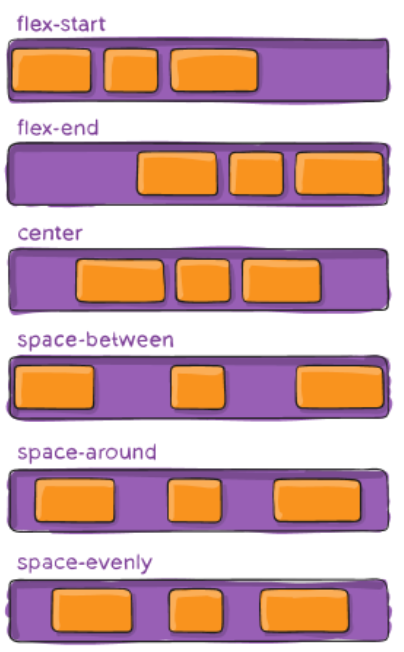 flex-start
flex-end
center
space-between
space-around
space-evenly